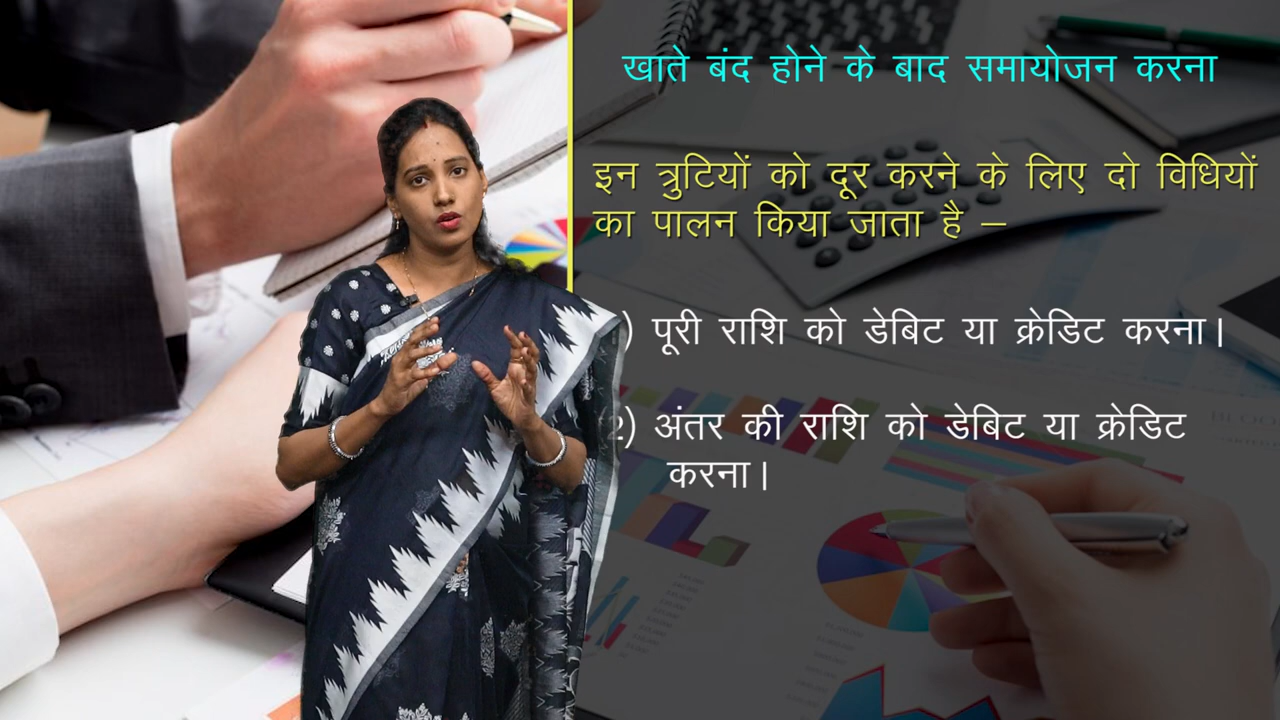 खाते बंद होने के बाद समायोजन करना
इन त्रुटियों को दूर करने के लिए दो विधियों
का पालन किया जाता है –
) पूरी राशि को डेबिट या क्रेडिट करना।
2) अंतर की राशि को डेबिट या क्रेडिट
करना।